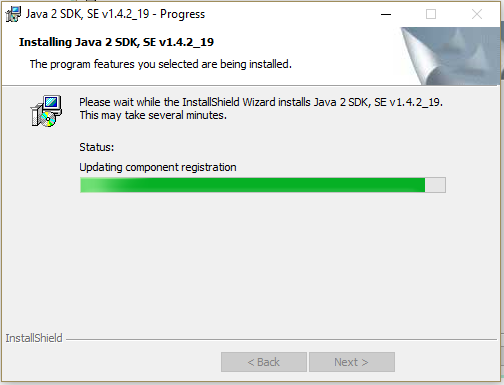 Java 2 SDK, SE v1.4.2_19 - Progress
Installing Java 2 SDK, SE v1.4.2_19
The program features you selected are being installed.
Please wait while the InstallShield Wizard installs Java 2 SDK, SE v1.4.2_19.
This may take several minutes.
Status:
Updating component registration
InstallShield
< Back
Next >